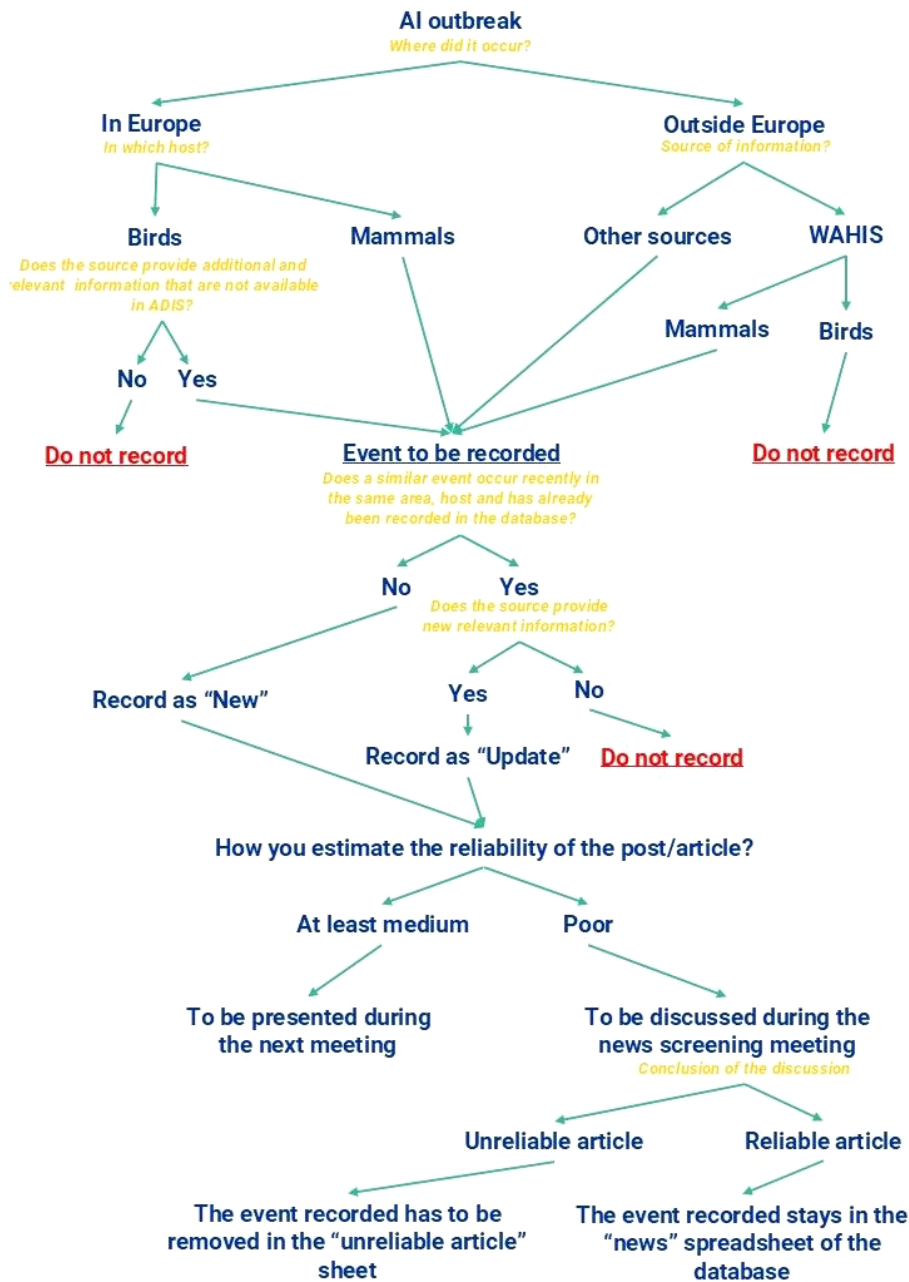 AI outbreak
Where did it occur?
In Europe
In which host?
Outside Europe
Source of information?
Birds
Does the source provide additional and
relevant information that are not available
in ADIS?
Mammals
Other sources
WAHIS
Mammals
Birds
No
Yes
Do not record
Event to be recorded
Does a similar event occur recently in
the same area, host and has already
been recorded in the database?
Do not record
No
Yes
Does the source provide
new relevant information?
Record as “New”
Yes
No
Record as “Update”
Do not record
How you estimate the reliability of the post/article?
At least medium
Poor
To be presented during
the next meeting
To be discussed during the
news screening meeting
Conclusion of the discussion
Unreliable article
Reliable article
The event recorded has to be
removed in the “unreliable article”
sheet
The event recorded stays in the
“news” spreadsheet of the
database